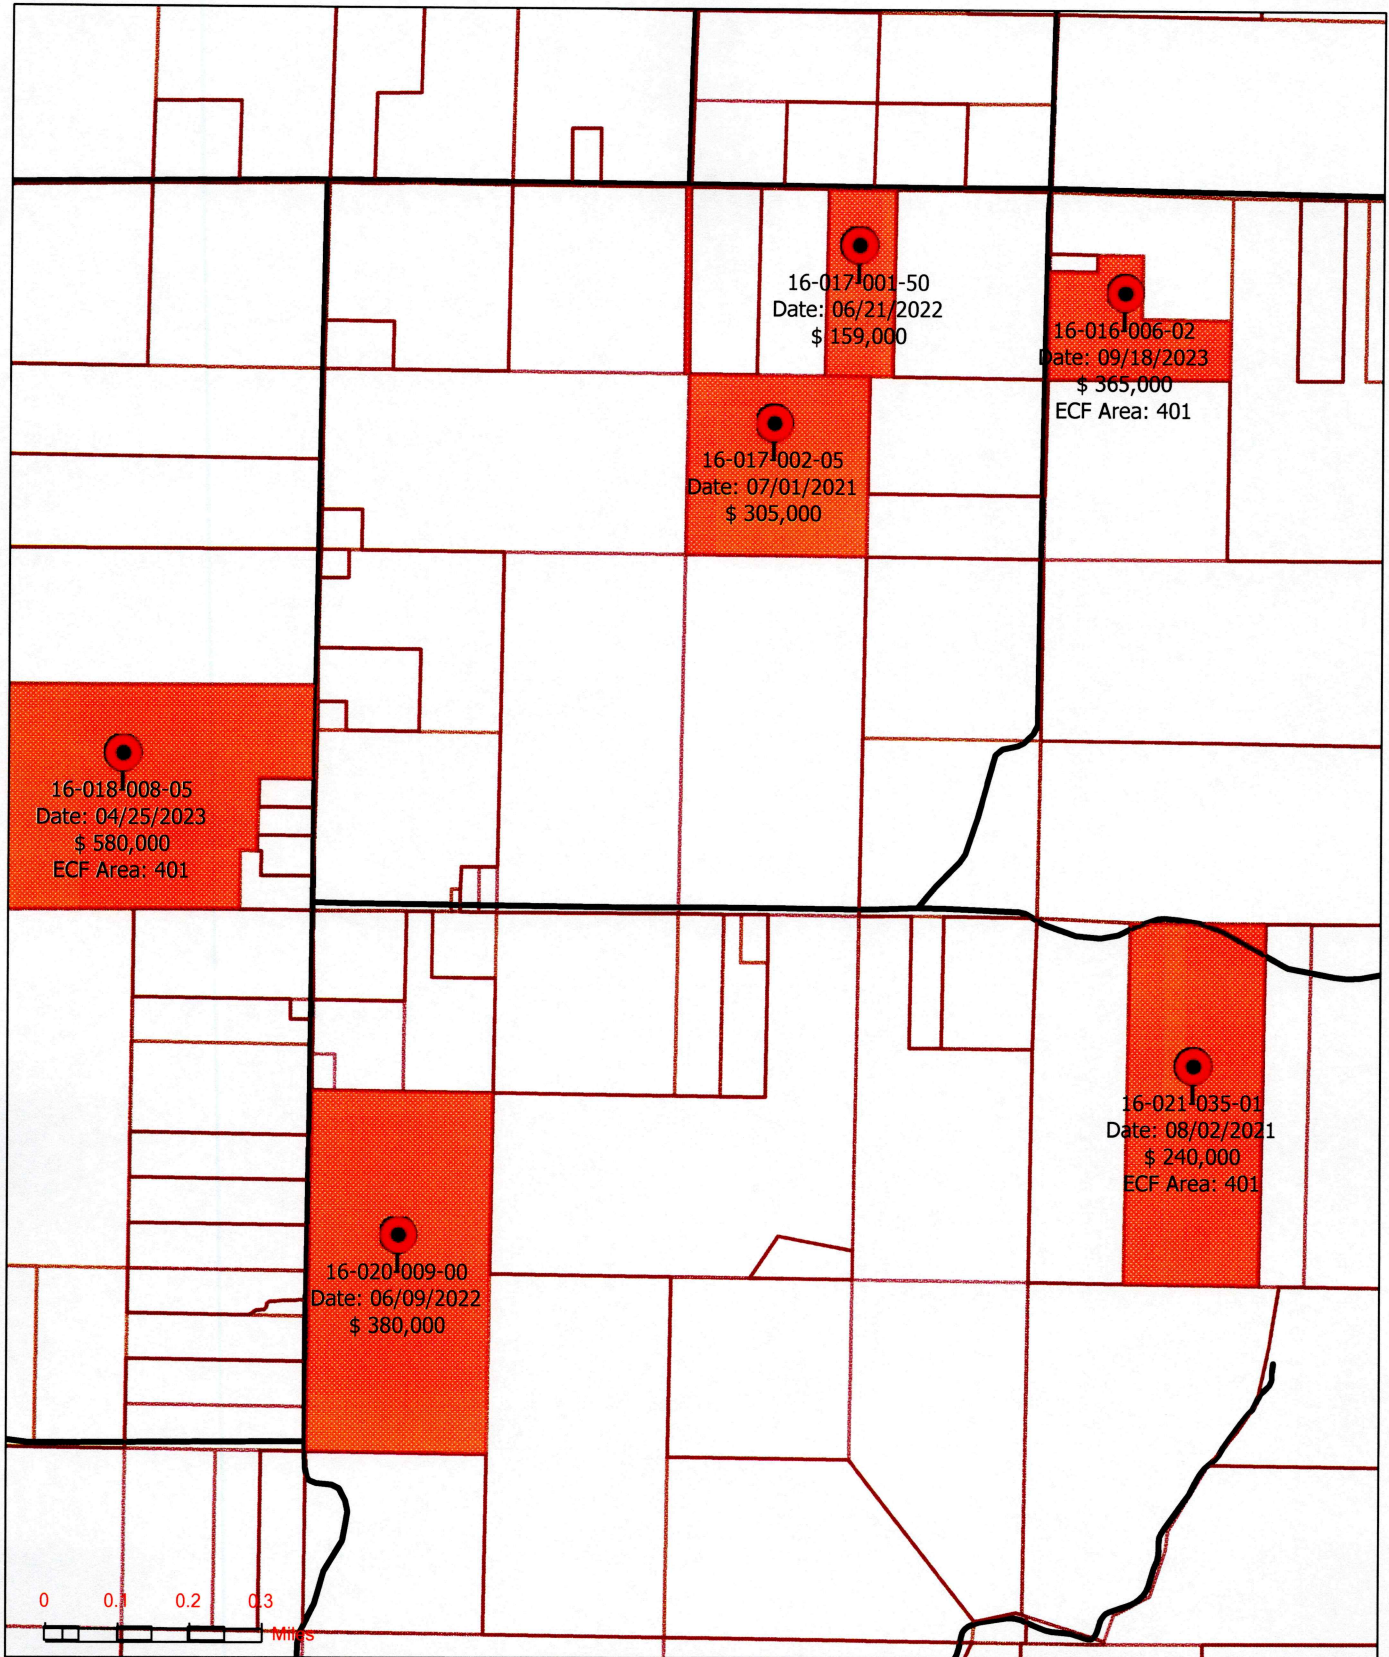 16-017-001-50
Date: 06/21/2022
$ 159,000
16-016-006-02
Date: 09/18/2023
$ 365,000
ECF Area: 401
16-017-002-05
Date: 07/01/2021
$ 305,000
16-018-008-05
Date: 04/25/2023
$ 580,000
ECF Area: 401
16-021-035-01
Date: 08/02/2021
$ 240,000
ECF Area: 401
16-020-009-00
Date: 06/09/2022
$ 380,000
0 0.1 0.2 0.3
Miles